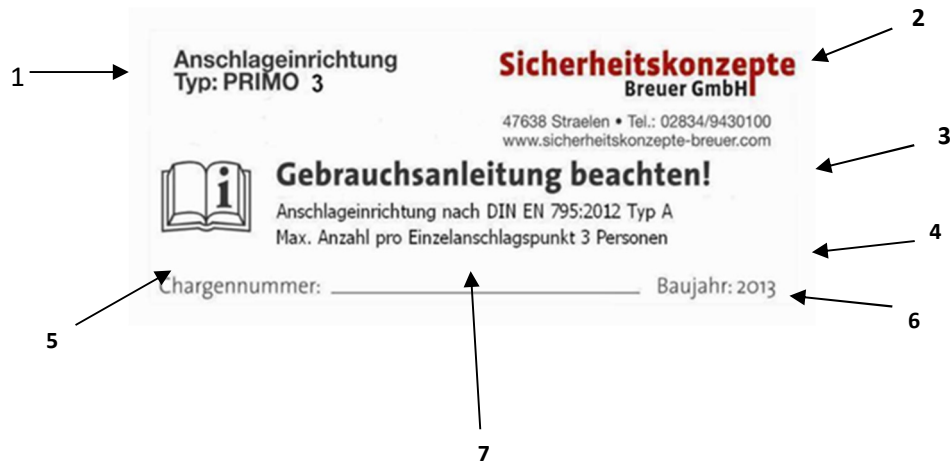 2
Anschlageinrichtung
Typ: PRIMO 3
1
Sicherheitskonzepte
Breuer GmbH
47638 Straelen • Tel.: 02834/9430100
www.sicherheitskonzepte-breuer.com
3
i
Gebrauchsanleitung beachten!
Anschlageinrichtung nach DIN EN 795:2012 Typ A
Max. Anzahl pro Einzelanschlagspunkt 3 Personen
4
Chargennummer: ____________________ Baujahr: 2013
5
6
7